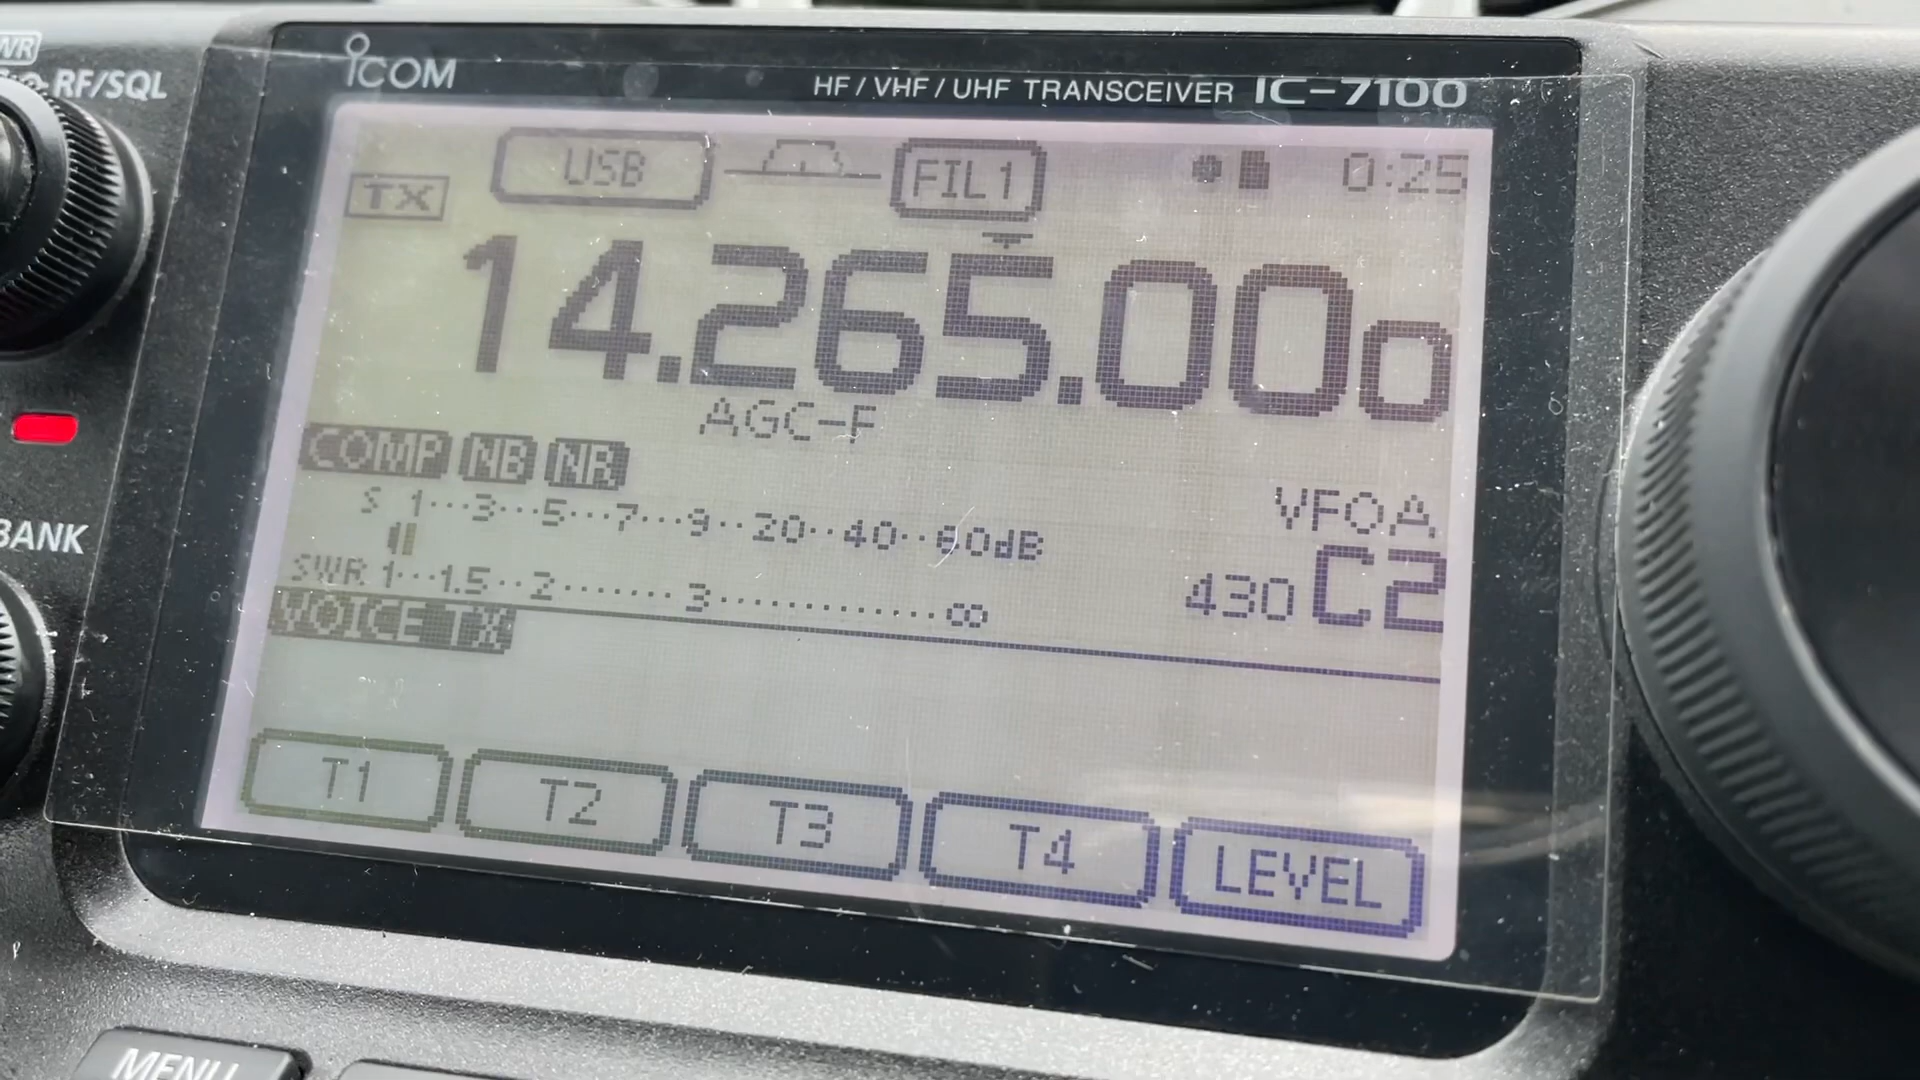 WR
RF/SQL
ICOM
HF/VHF/UHF TRANSCEIVER IC-7100
TX
USB
FIL1
0:25
14.265.000
AGC-F
COMP NB NR
S 1···3···5···7···9··20··40··60dB
VFOA
SWR 1···1.5··2·······3·············∞
430 C2
VOICE TX
BANK
T1 T2 T3 T4 LEVEL
MENU